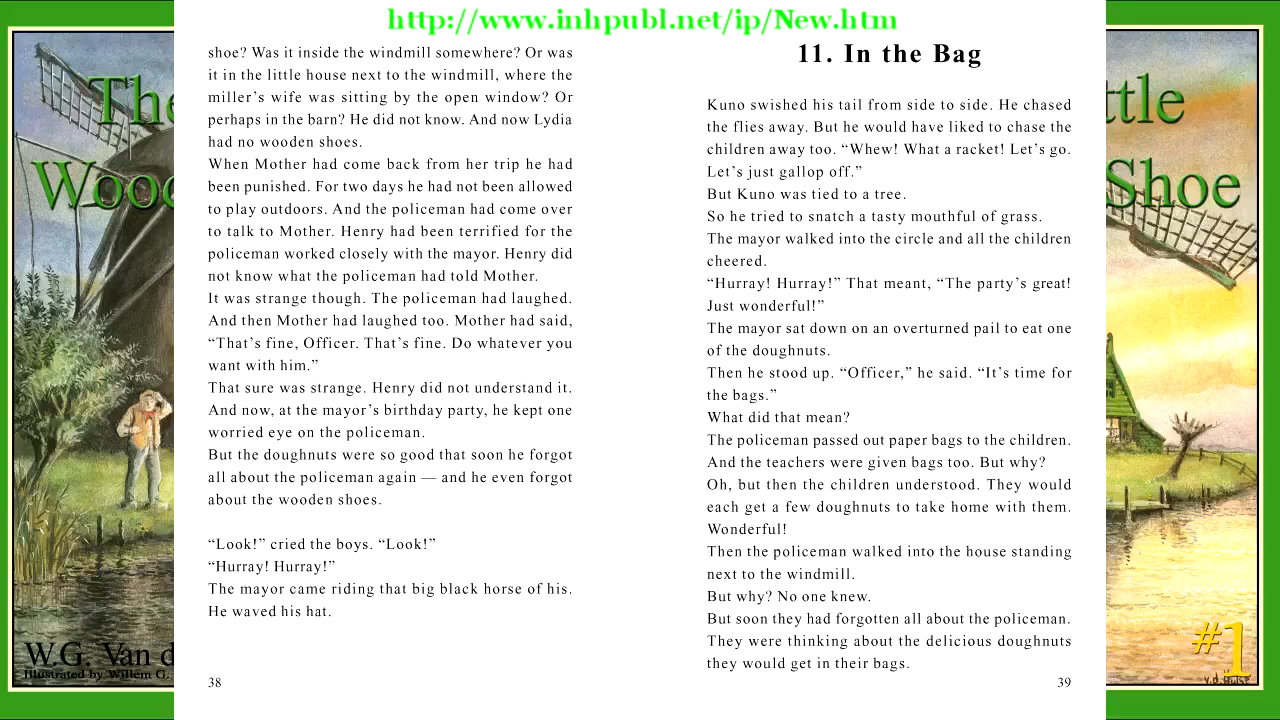 http://www.inhpubl.net/ip/New.htm
shoe? Was it inside the windmill somewhere? Or was
it in the little house next to the windmill, where the
miller's wife was sitting by the open window? Or
perhaps in the barn? He did not know. And now Lydia
had no wooden shoes.
When Mother had come back from her trip he had
been punished. For two days he had not been allowed
to play outdoors. And the policeman had come over
to talk to Mother. Henry had been terrified for the
policeman worked closely with the mayor. Henry did
not know what the policeman had told Mother.
It was strange though. The policeman had laughed.
And then Mother had laughed too. Mother had said,
“That's fine, Officer. That's fine. Do whatever you
want with him.”
That sure was strange. Henry did not understand it.
And now, at the mayor's birthday party, he kept one
worried eye on the policeman.
But the doughnuts were so good that soon he forgot
all about the policeman again — and he even forgot
about the wooden shoes.
“Look!” cried the boys. “Look!”
“Hurray! Hurray!”
The mayor came riding that big black horse of his.
He waved his hat.
38
11. In the Bag
Kuno swished his tail from side to side. He chased
the flies away. But he would have liked to chase the
children away too. “Whew! What a racket! Let's go.
Let's just gallop off.”
But Kuno was tied to a tree.
So he tried to snatch a tasty mouthful of grass.
The mayor walked into the circle and all the children
cheered.
“Hurray! Hurray!” That meant, “The party's great!
Just wonderful!”
The mayor sat down on an overturned pail to eat one
of the doughnuts.
Then he stood up. “Officer,” he said. “It's time for
the bags.”
What did that mean?
The policeman passed out paper bags to the children.
And the teachers were given bags too. But why?
Oh, but then the children understood. They would
each get a few doughnuts to take home with them.
Wonderful!
Then the policeman walked into the house standing
next to the windmill.
But why? No one knew.
But soon they had forgotten all about the policeman.
They were thinking about the delicious doughnuts
they would get in their bags.
39
The
ttle
Wood
Shoe
W.G. Van d
Illustrated by Willem G.
#1